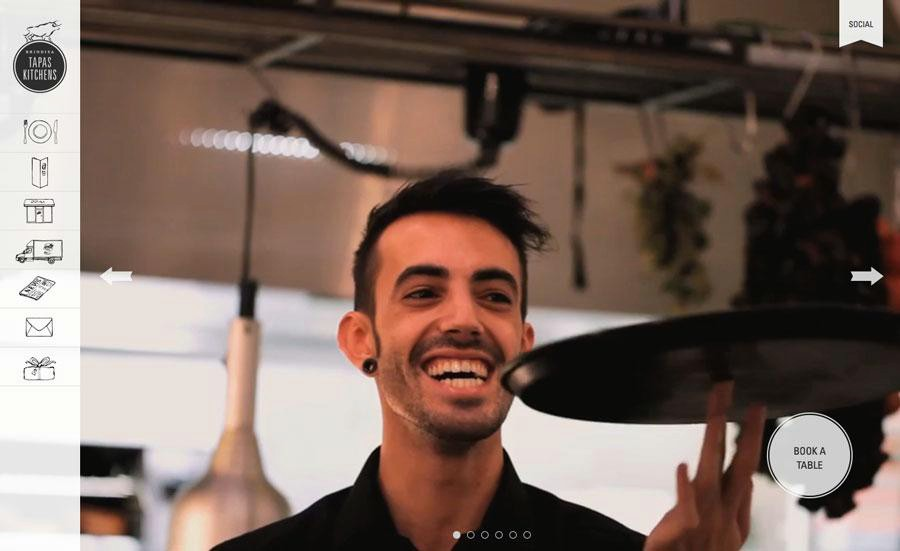 BRINDISA
TAPAS
KITCHENS
SOCIAL
BOOK A
TABLE